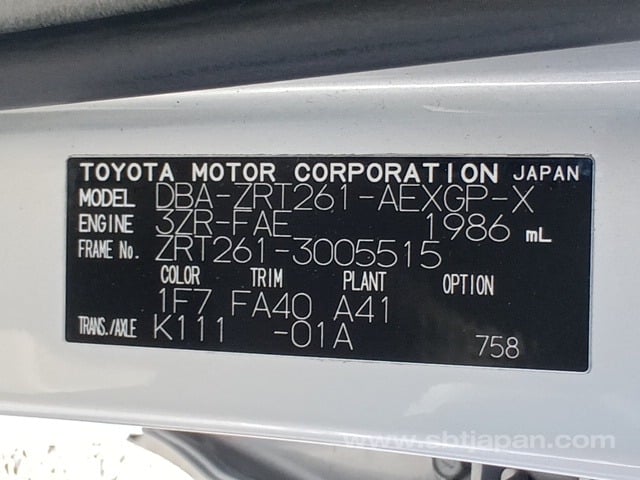 TOYOTA MOTOR CORPORATION JAPAN
MODEL DBA-ZRT261-AEXGP-X
ENGINE 3ZR-FAE 1986 mL
FRAME No. ZRT261-3005515
COLOR TRIM PLANT OPTION
1F7 FA40 A41
TRANS./AXLE K111 -01A
758
www.sbtjapan.com